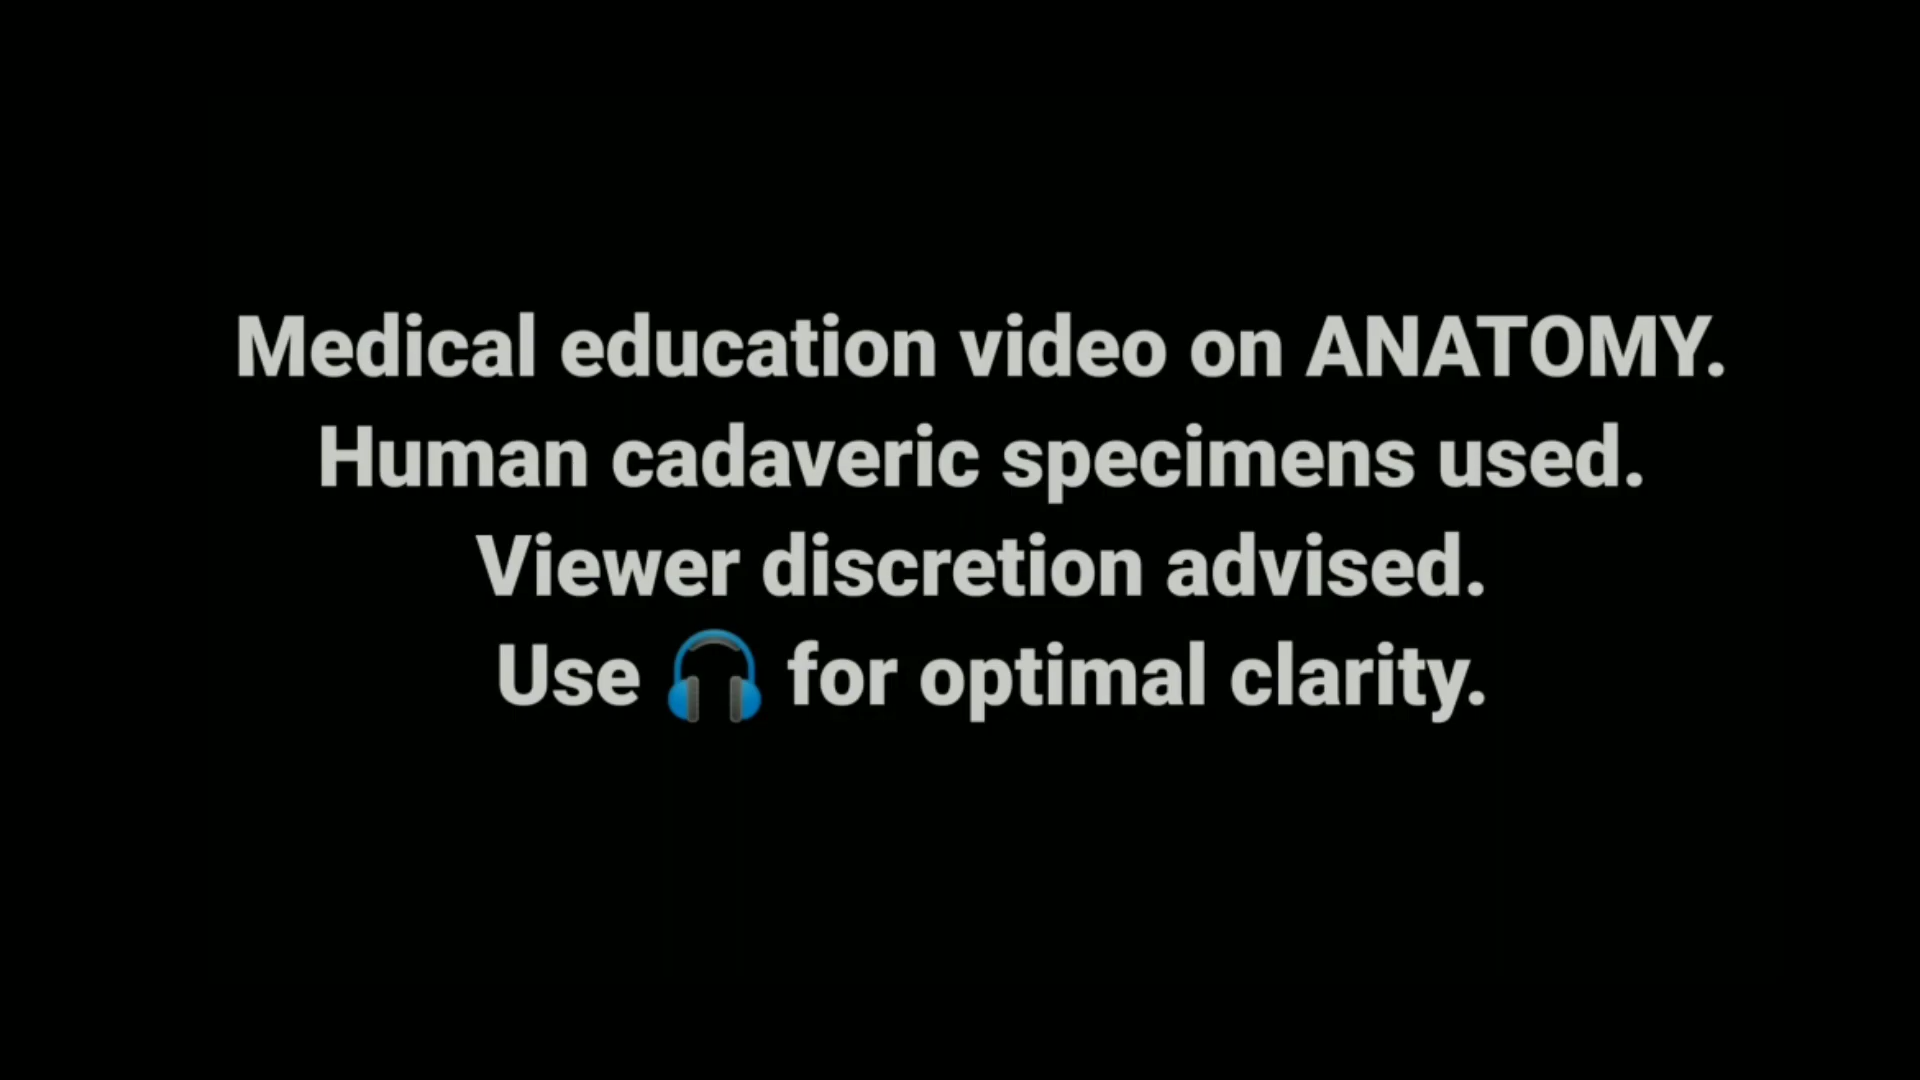 Medical education video on ANATOMY.
Human cadaveric specimens used.
Viewer discretion advised.
Use 🎧 for optimal clarity.